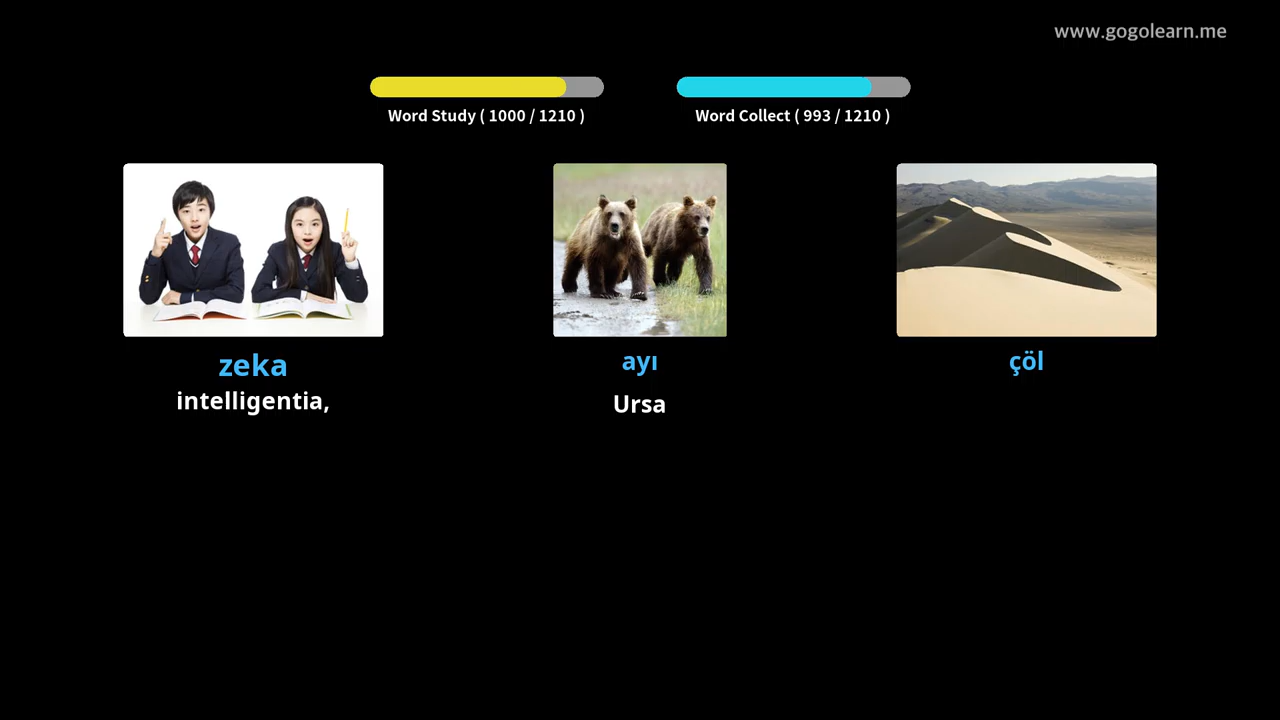 www.gogolearn.me
Word Study ( 1000 / 1210 )
Word Collect ( 993 / 1210 )
zeka
intelligentia,
ayı
Ursa
çöl